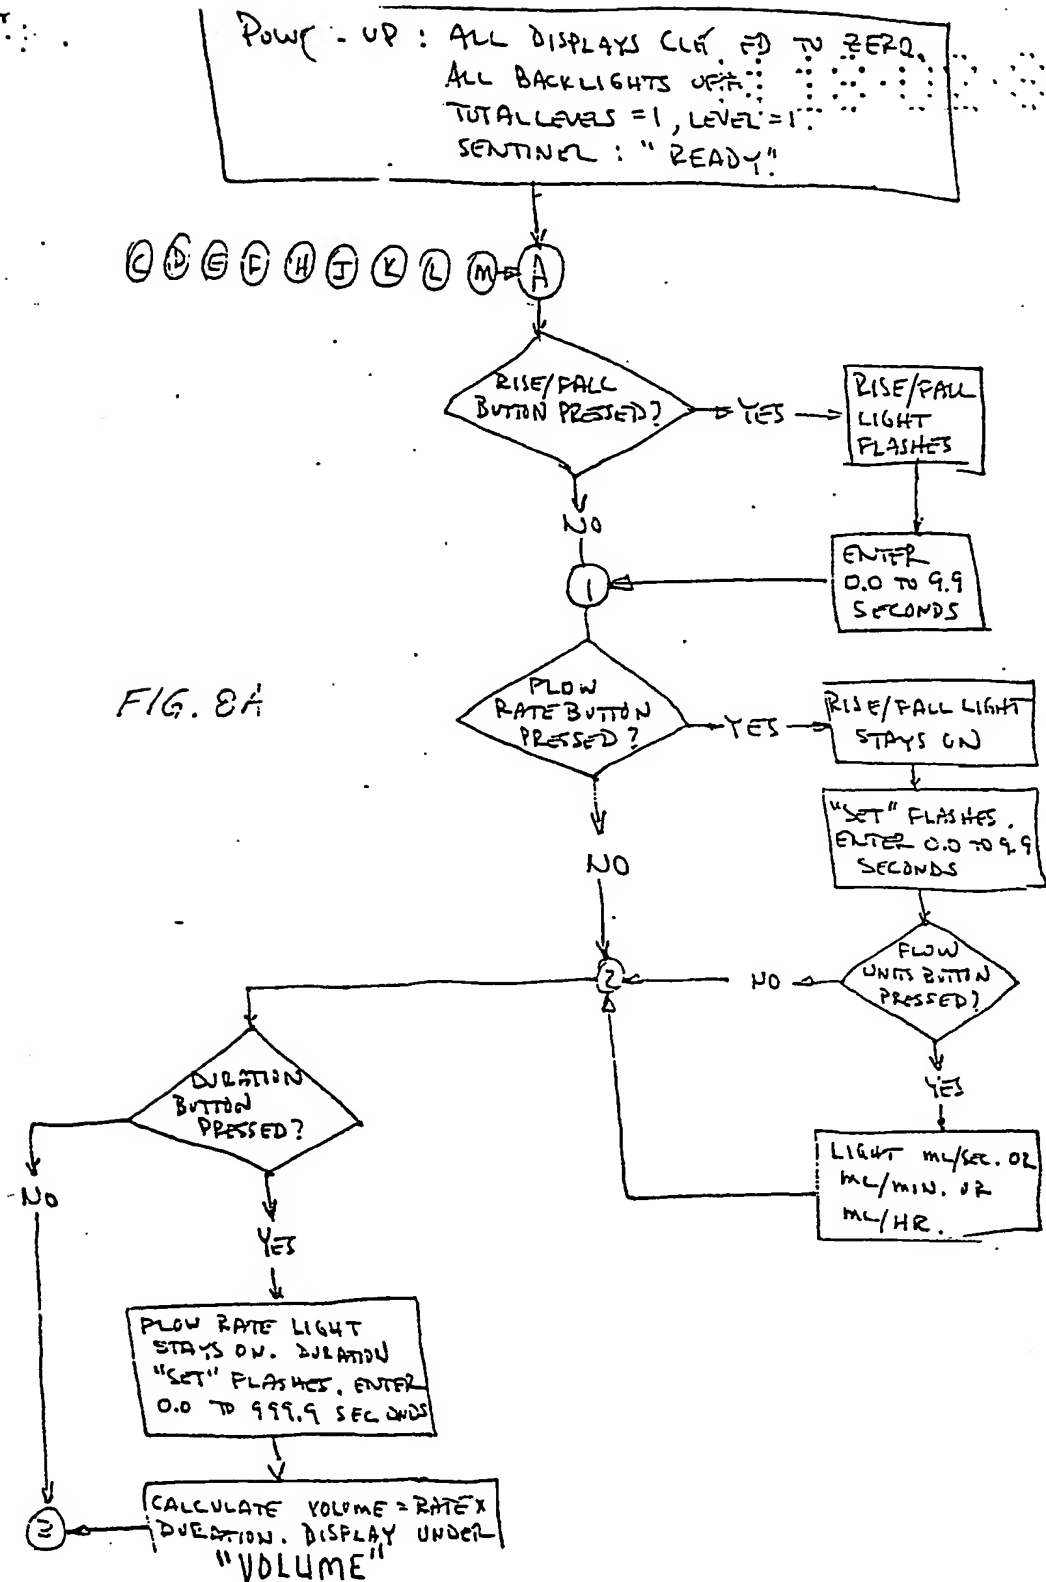 - UP : ALL DISPLAYS ED TO ZERO.
ALL BACKLIGHTS OFF.
TOTAL LEVELS = 1, LEVEL = 1.
SENTINEL : "READY".
C D E F H J K L M A
RISE/FALL
BUTTON PRESSED?
YES
RISE/FALL
LIGHT
FLASHES
NO
ENTER
0.0 TO 9.9
SECONDS
1
FIG. 8A
FLOW
RATE BUTTON
PRESSED?
YES
RISE/FALL LIGHT
STAYS ON
"SET" FLASHES.
ENTER 0.0 TO 9.9
SECONDS
NO
FLOW
UNITS BUTTON
PRESSED?
NO
2
YES
LIGHT mL/SEC. OR
mL/MIN. OR
mL/HR.
DURATION
BUTTON
PRESSED?
NO
YES
FLOW RATE LIGHT
STAYS ON. DURATION
"SET" FLASHES. ENTER
0.0 TO 999.9 SECONDS
CALCULATE VOLUME = RATE X
DURATION. DISPLAY UNDER
"VOLUME"
3